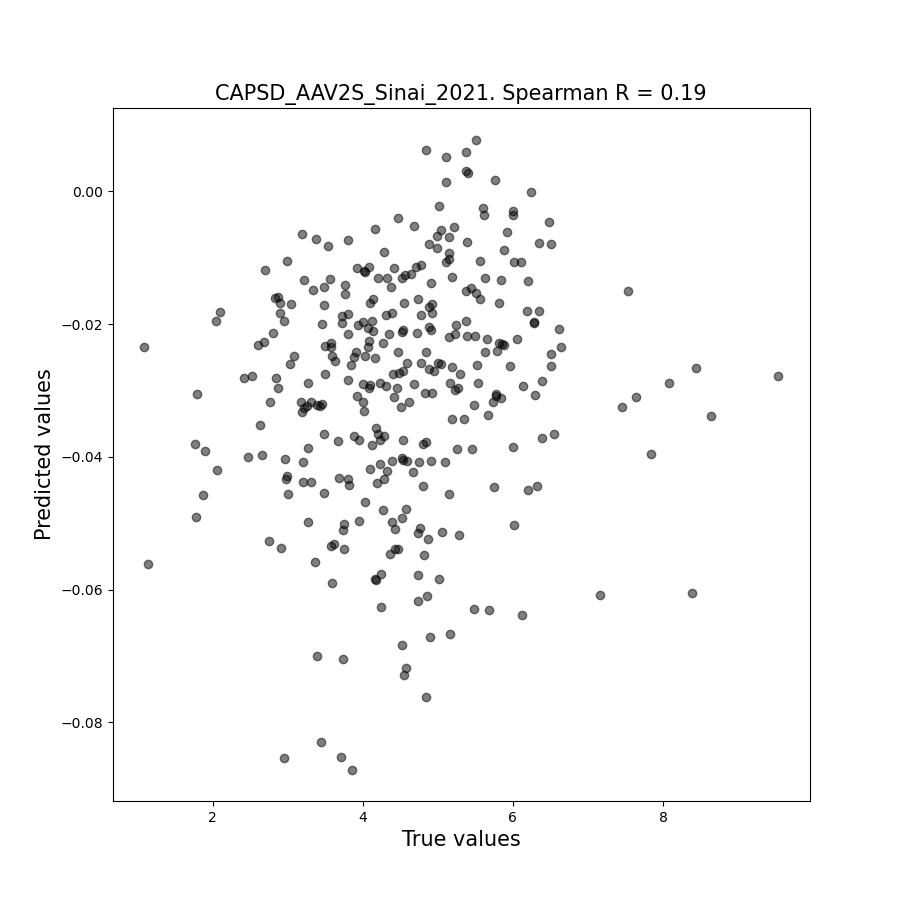 CAPSD_AAV2S_Sinai_2021. Spearman R = 0.19
0.00
−0.02
−0.04
−0.06
−0.08
Predicted values
2 4 6 8
True values